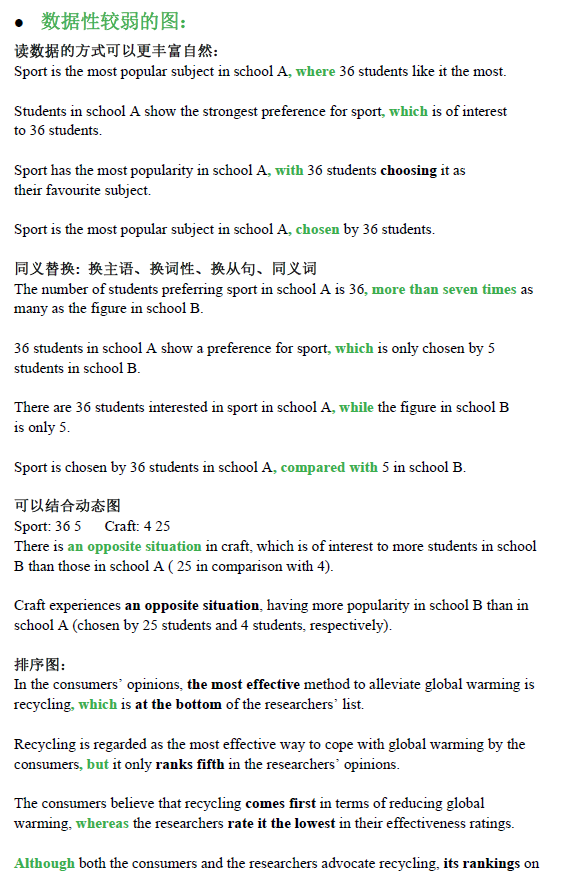 ● 数据性较弱的图：
读数据的方式可以更丰富自然：
Sport is the most popular subject in school A, where 36 students like it the most.
Students in school A show the strongest preference for sport, which is of interest
to 36 students.
Sport has the most popularity in school A, with 36 students choosing it as
their favourite subject.
Sport is the most popular subject in school A, chosen by 36 students.
同义替换：换主语、换词性、换从句、同义词
The number of students preferring sport in school A is 36, more than seven times as
many as the figure in school B.
36 students in school A show a preference for sport, which is only chosen by 5
students in school B.
There are 36 students interested in sport in school A, while the figure in school B
is only 5.
Sport is chosen by 36 students in school A, compared with 5 in school B.
可以结合动态图
Sport: 36 5 Craft: 4 25
There is an opposite situation in craft, which is of interest to more students in school
B than those in school A ( 25 in comparison with 4).
Craft experiences an opposite situation, having more popularity in school B than in
school A (chosen by 25 students and 4 students, respectively).
排序图：
In the consumers’ opinions, the most effective method to alleviate global warming is
recycling, which is at the bottom of the researchers’ list.
Recycling is regarded as the most effective way to cope with global warming by the
consumers, but it only ranks fifth in the researchers’ opinions.
The consumers believe that recycling comes first in terms of reducing global
warming, whereas the researchers rate it the lowest in their effectiveness ratings.
Although both the consumers and the researchers advocate recycling, its rankings on